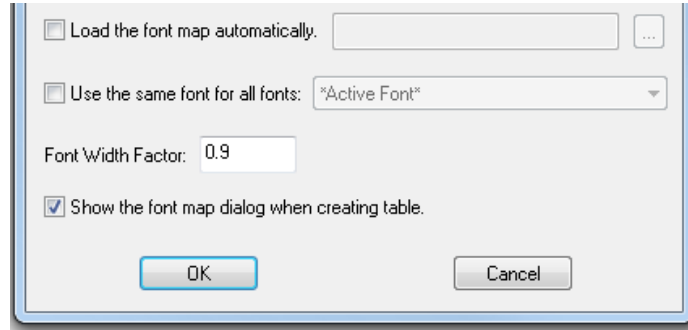 Load the font map automatically.
...
Use the same font for all fonts: *Active Font*
Font Width Factor: 0.9
Show the font map dialog when creating table.
OK Cancel